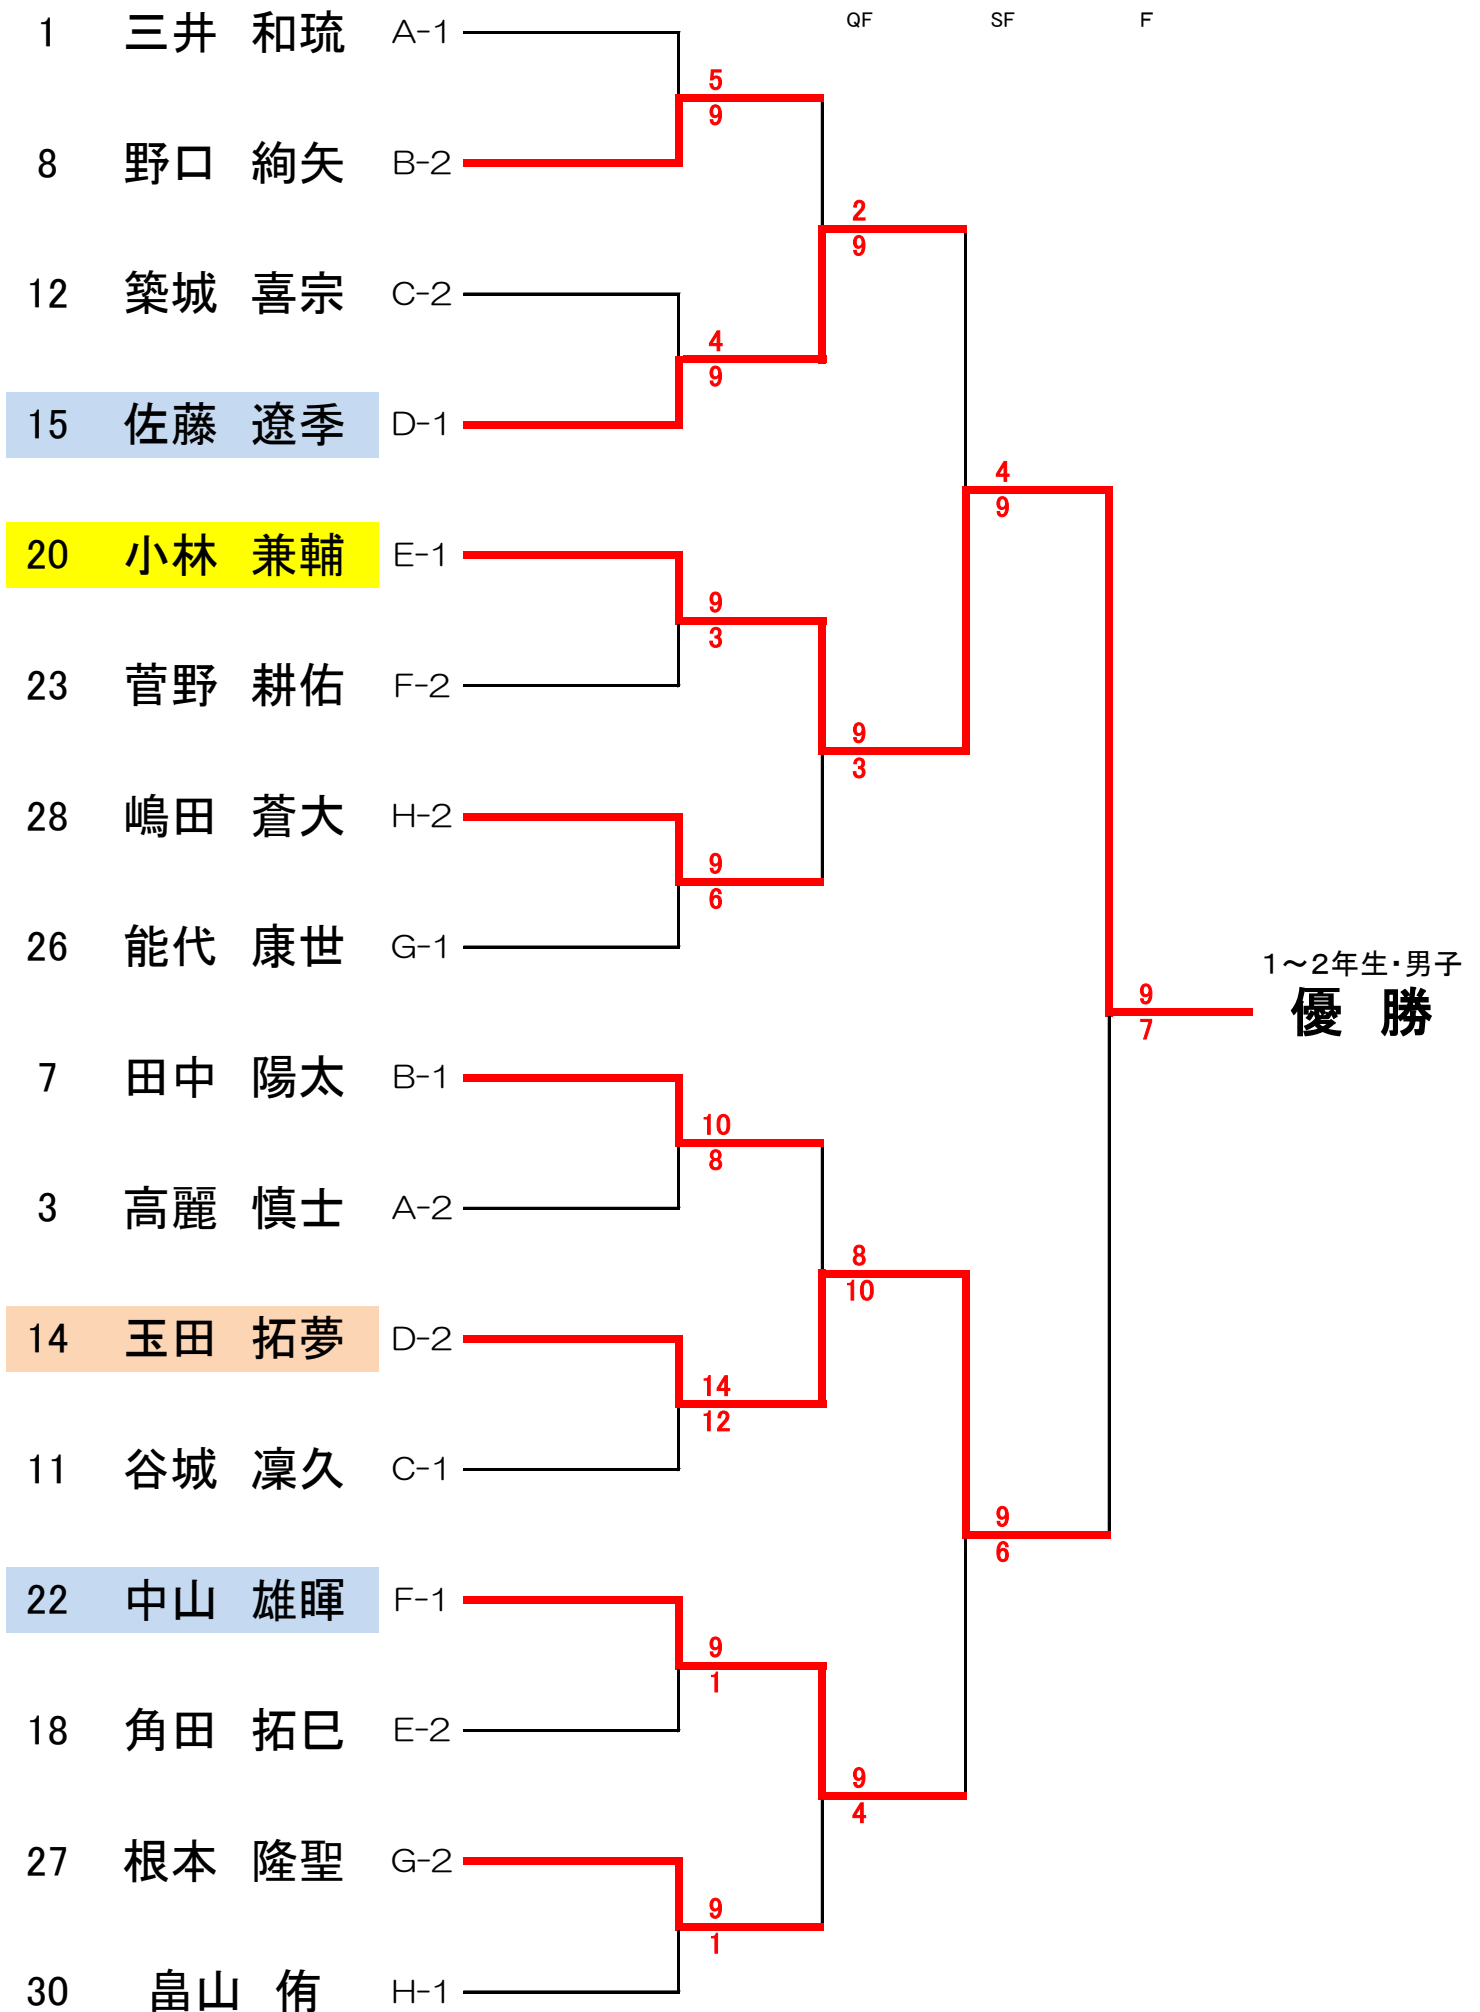 QF SF F
1 三井 和琉 A-1
5
9
8 野口 絢矢 B-2
2
9
12 築城 喜宗 C-2
4
9
15 佐藤 遼季 D-1
4
9
20 小林 兼輔 E-1
9
3
23 菅野 耕佑 F-2
9
3
28 嶋田 蒼大 H-2
9
6
26 能代 康世 G-1
1～2年生・男子
優 勝
9
7
7 田中 陽太 B-1
10
8
3 高麗 慎士 A-2
8
10
14 玉田 拓夢 D-2
14
12
11 谷城 凜久 C-1
9
6
22 中山 雄暉 F-1
9
1
18 角田 拓巳 E-2
9
4
27 根本 隆聖 G-2
9
1
30 畠山 侑 H-1